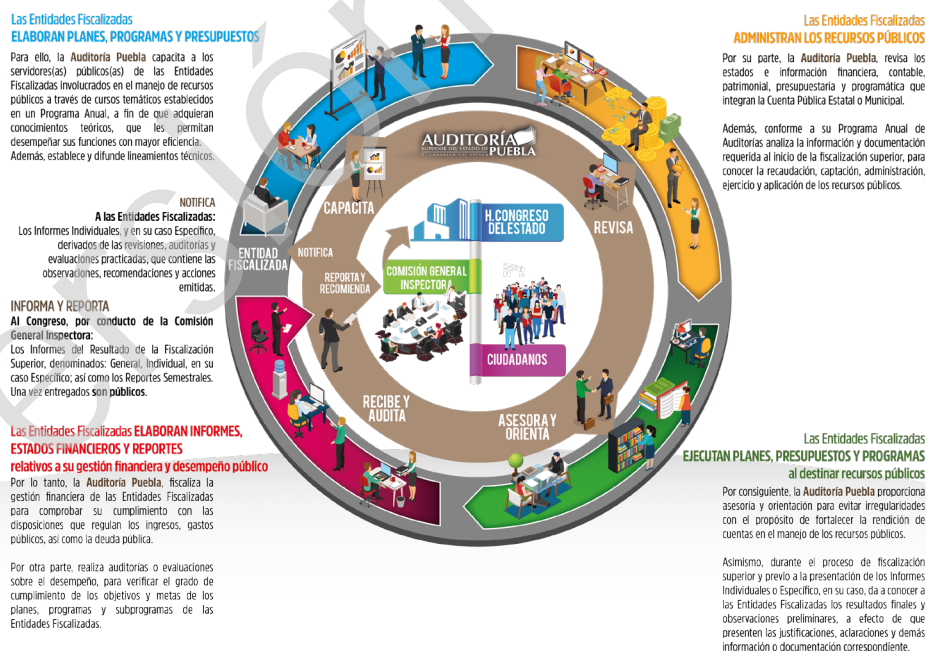 Las Entidades Fiscalizadas
ELABORAN PLANES, PROGRAMAS Y PRESUPUESTOS
Para ello, la Auditoría Puebla capacita a los
servidores(as) públicos(as) de las Entidades
Fiscalizadas involucrados en el manejo de recursos
públicos a través de cursos temáticos establecidos
en un Programa Anual, a fin de que adquieran
conocimientos teóricos, que les permitan
desempeñar sus funciones con mayor eficiencia.
Además, establece y difunde lineamientos técnicos.
NOTIFICA
A las Entidades Fiscalizadas:
Los Informes Individuales, y en su caso Específico,
derivados de las revisiones, auditorías y
evaluaciones practicadas, que contiene las
observaciones, recomendaciones y acciones
emitidas.
INFORMA Y REPORTA
Al Congreso, por conducto de la Comisión
General Inspectora:
Los Informes del Resultado de la Fiscalización
Superior, denominados: General, Individual, en su
caso Específico; así como los Reportes Semestrales.
Una vez entregados son públicos.
Las Entidades Fiscalizadas ELABORAN INFORMES,
ESTADOS FINANCIEROS Y REPORTES
relativos a su gestión financiera y desempeño público
Por lo tanto, la Auditoría Puebla, fiscaliza la
gestión financiera de las Entidades Fiscalizadas
para comprobar su cumplimiento con las
disposiciones que regulan los ingresos, gastos
públicos, así como la deuda pública.
Por otra parte, realiza auditorías o evaluaciones
sobre el desempeño, para verificar el grado de
cumplimiento de los objetivos y metas de los
planes, programas y subprogramas de las
Entidades Fiscalizadas.
AUDITORÍA
SUPERIOR DEL ESTADO DE PUEBLA
H. CONGRESO DEL ESTADO
CAPACITA
REVISA
H. CONGRESO
DEL ESTADO
ENTIDAD
FISCALIZADA
NOTIFICA
REPORTA Y
RECOMIENDA
COMISIÓN GENERAL
INSPECTORA
CIUDADANOS
RECIBE Y
AUDITA
ASESORA Y
ORIENTA
Las Entidades Fiscalizadas
ADMINISTRAN LOS RECURSOS PÚBLICOS
Por su parte, la Auditoría Puebla, revisa los
estados e información financiera, contable,
patrimonial, presupuestaria y programática que
integran la Cuenta Pública Estatal o Municipal.
Además, conforme a su Programa Anual de
Auditorías analiza la información y documentación
requerida al inicio de la fiscalización superior, para
conocer la recaudación, captación, administración,
ejercicio y aplicación de los recursos públicos.
Las Entidades Fiscalizadas
EJECUTAN PLANES, PRESUPUESTOS Y PROGRAMAS
al destinar recursos públicos
Por consiguiente, la Auditoría Puebla proporciona
asesoría y orientación para evitar irregularidades
con el propósito de fortalecer la rendición de
cuentas en el manejo de los recursos públicos.
Asimismo, durante el proceso de fiscalización
superior y previo a la presentación de los Informes
Individuales o Específico, en su caso, da a conocer a
las Entidades Fiscalizadas los resultados finales y
observaciones preliminares, a efecto de que
presenten las justificaciones, aclaraciones y demás
información o documentación correspondiente.